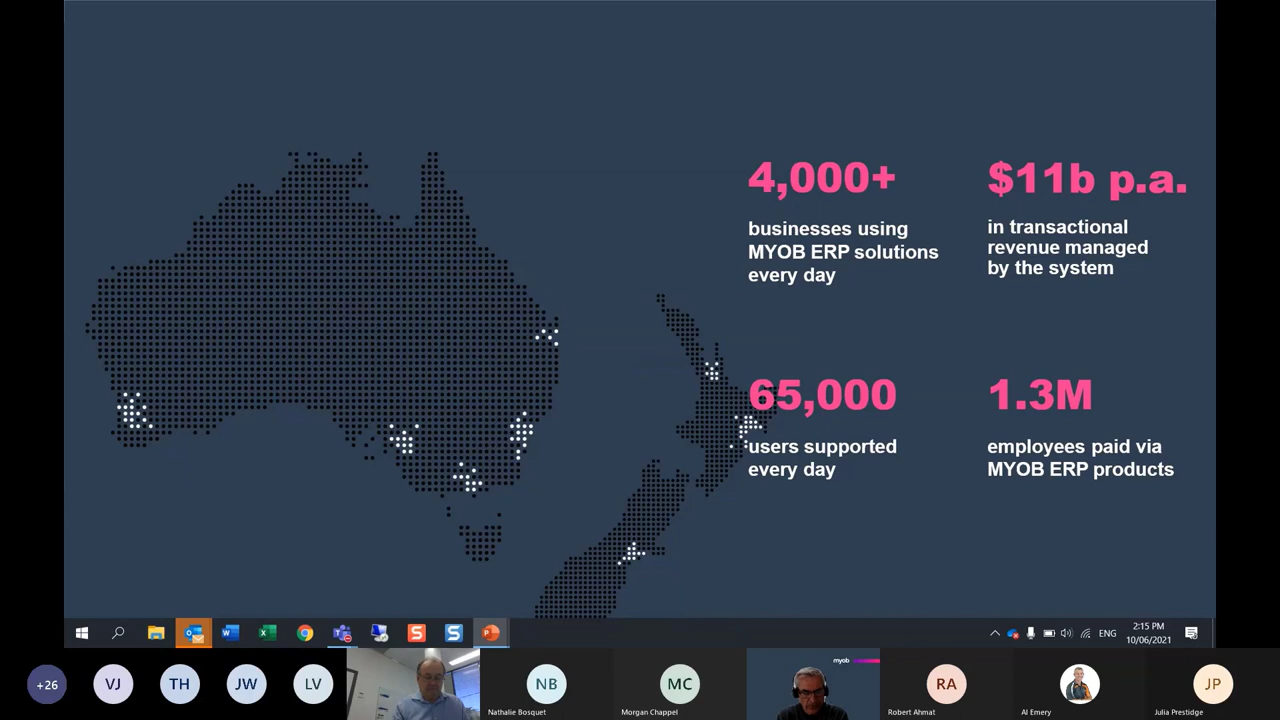 4,000+
businesses using
MYOB ERP solutions
every day
$11b p.a.
in transactional
revenue managed
by the system
65,000
users supported
every day
1.3M
employees paid via
MYOB ERP products
ENG
2:15 PM
10/06/2021
+26
VJ
TH
JW
LV
NB
Nathalie Bosquet
MC
Morgan Chappel
myob
RA
Robert Ahmat
Al Emery
JP
Julia Prestidge